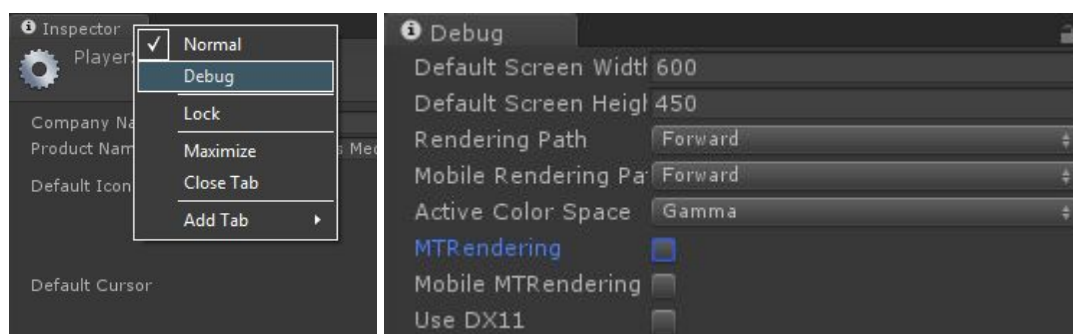 Inspector
Player
Normal
Debug
Lock
Maximize
Close Tab
Add Tab
Company Na
Product Nam
s Med
Default Icon
Default Cursor
Debug
Default Screen Widtl 600
Default Screen Heigl 450
Rendering Path Forward
Mobile Rendering Pa Forward
Active Color Space Gamma
MTRendering
Mobile MTRendering
Use DX11